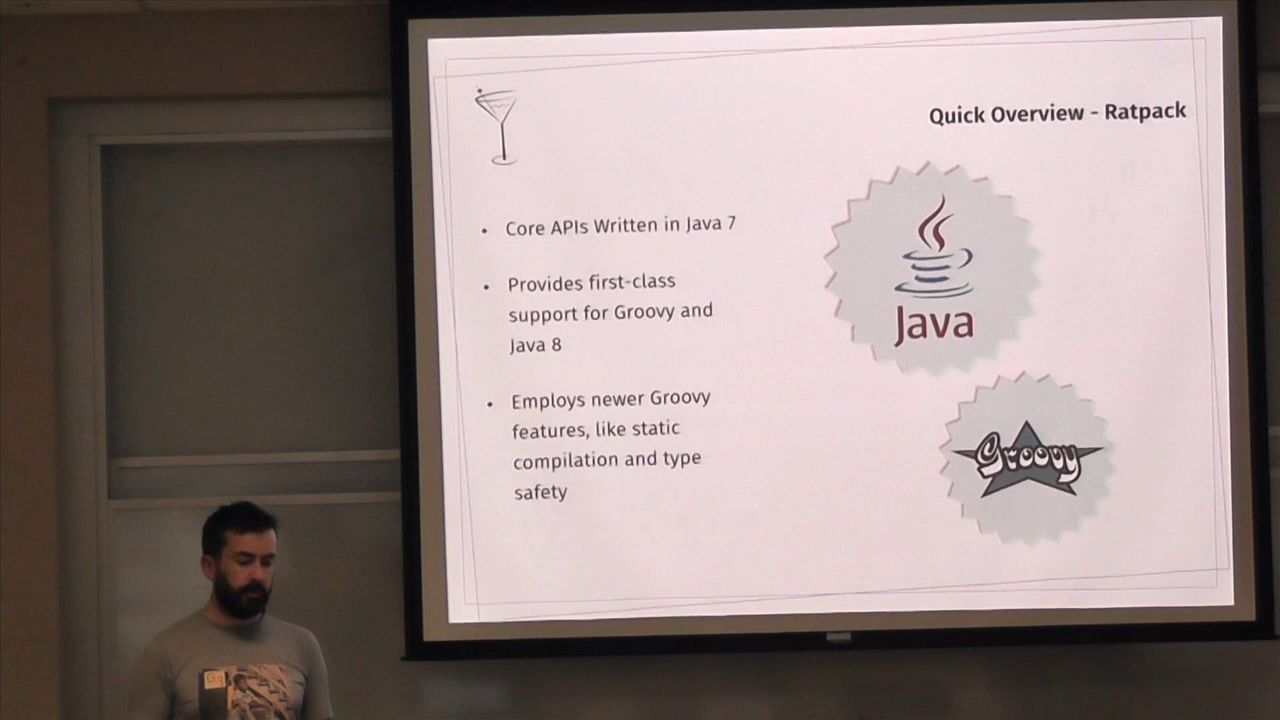 Quick Overview - Ratpack
• Core APIs Written in Java 7
• Provides first-class
support for Groovy and
Java 8
• Employs newer Groovy
features, like static
compilation and type
safety
Java
Groovy